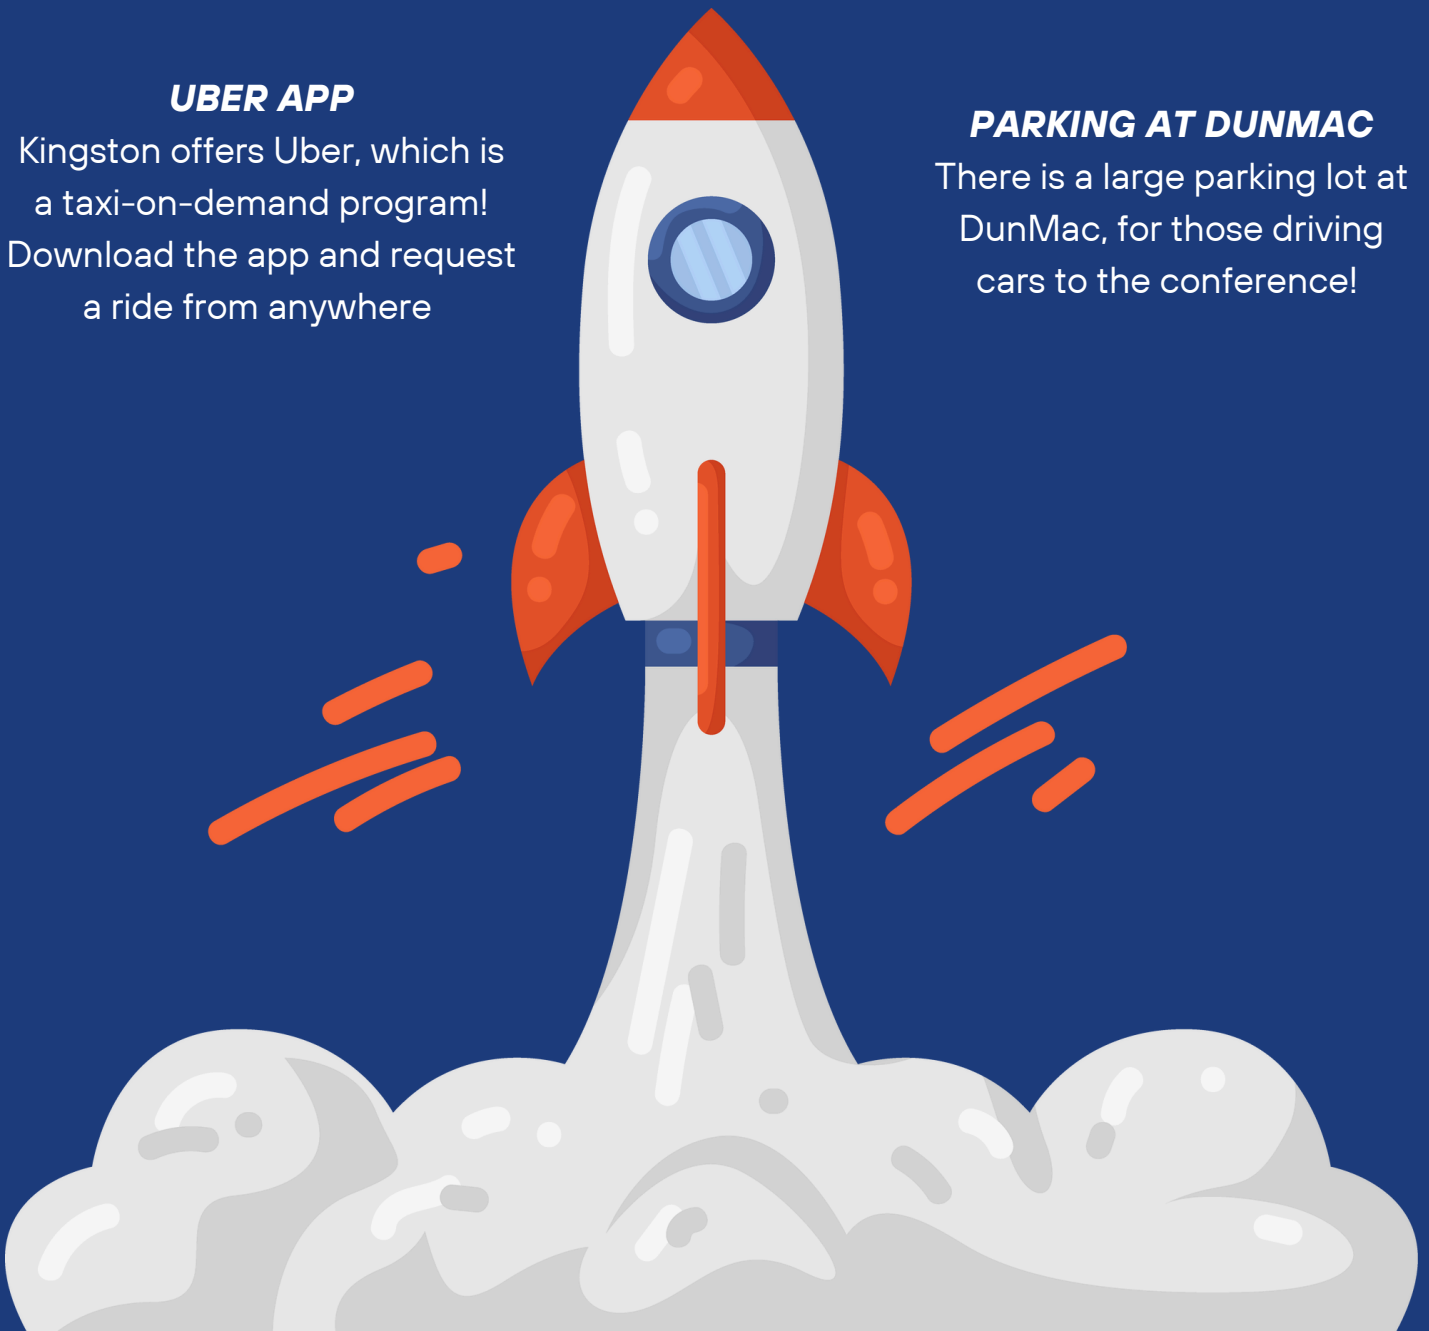 UBER APP
Kingston offers Uber, which is
a taxi-on-demand program!
Download the app and request
a ride from anywhere
PARKING AT DUNMAC
There is a large parking lot at
DunMac, for those driving
cars to the conference!